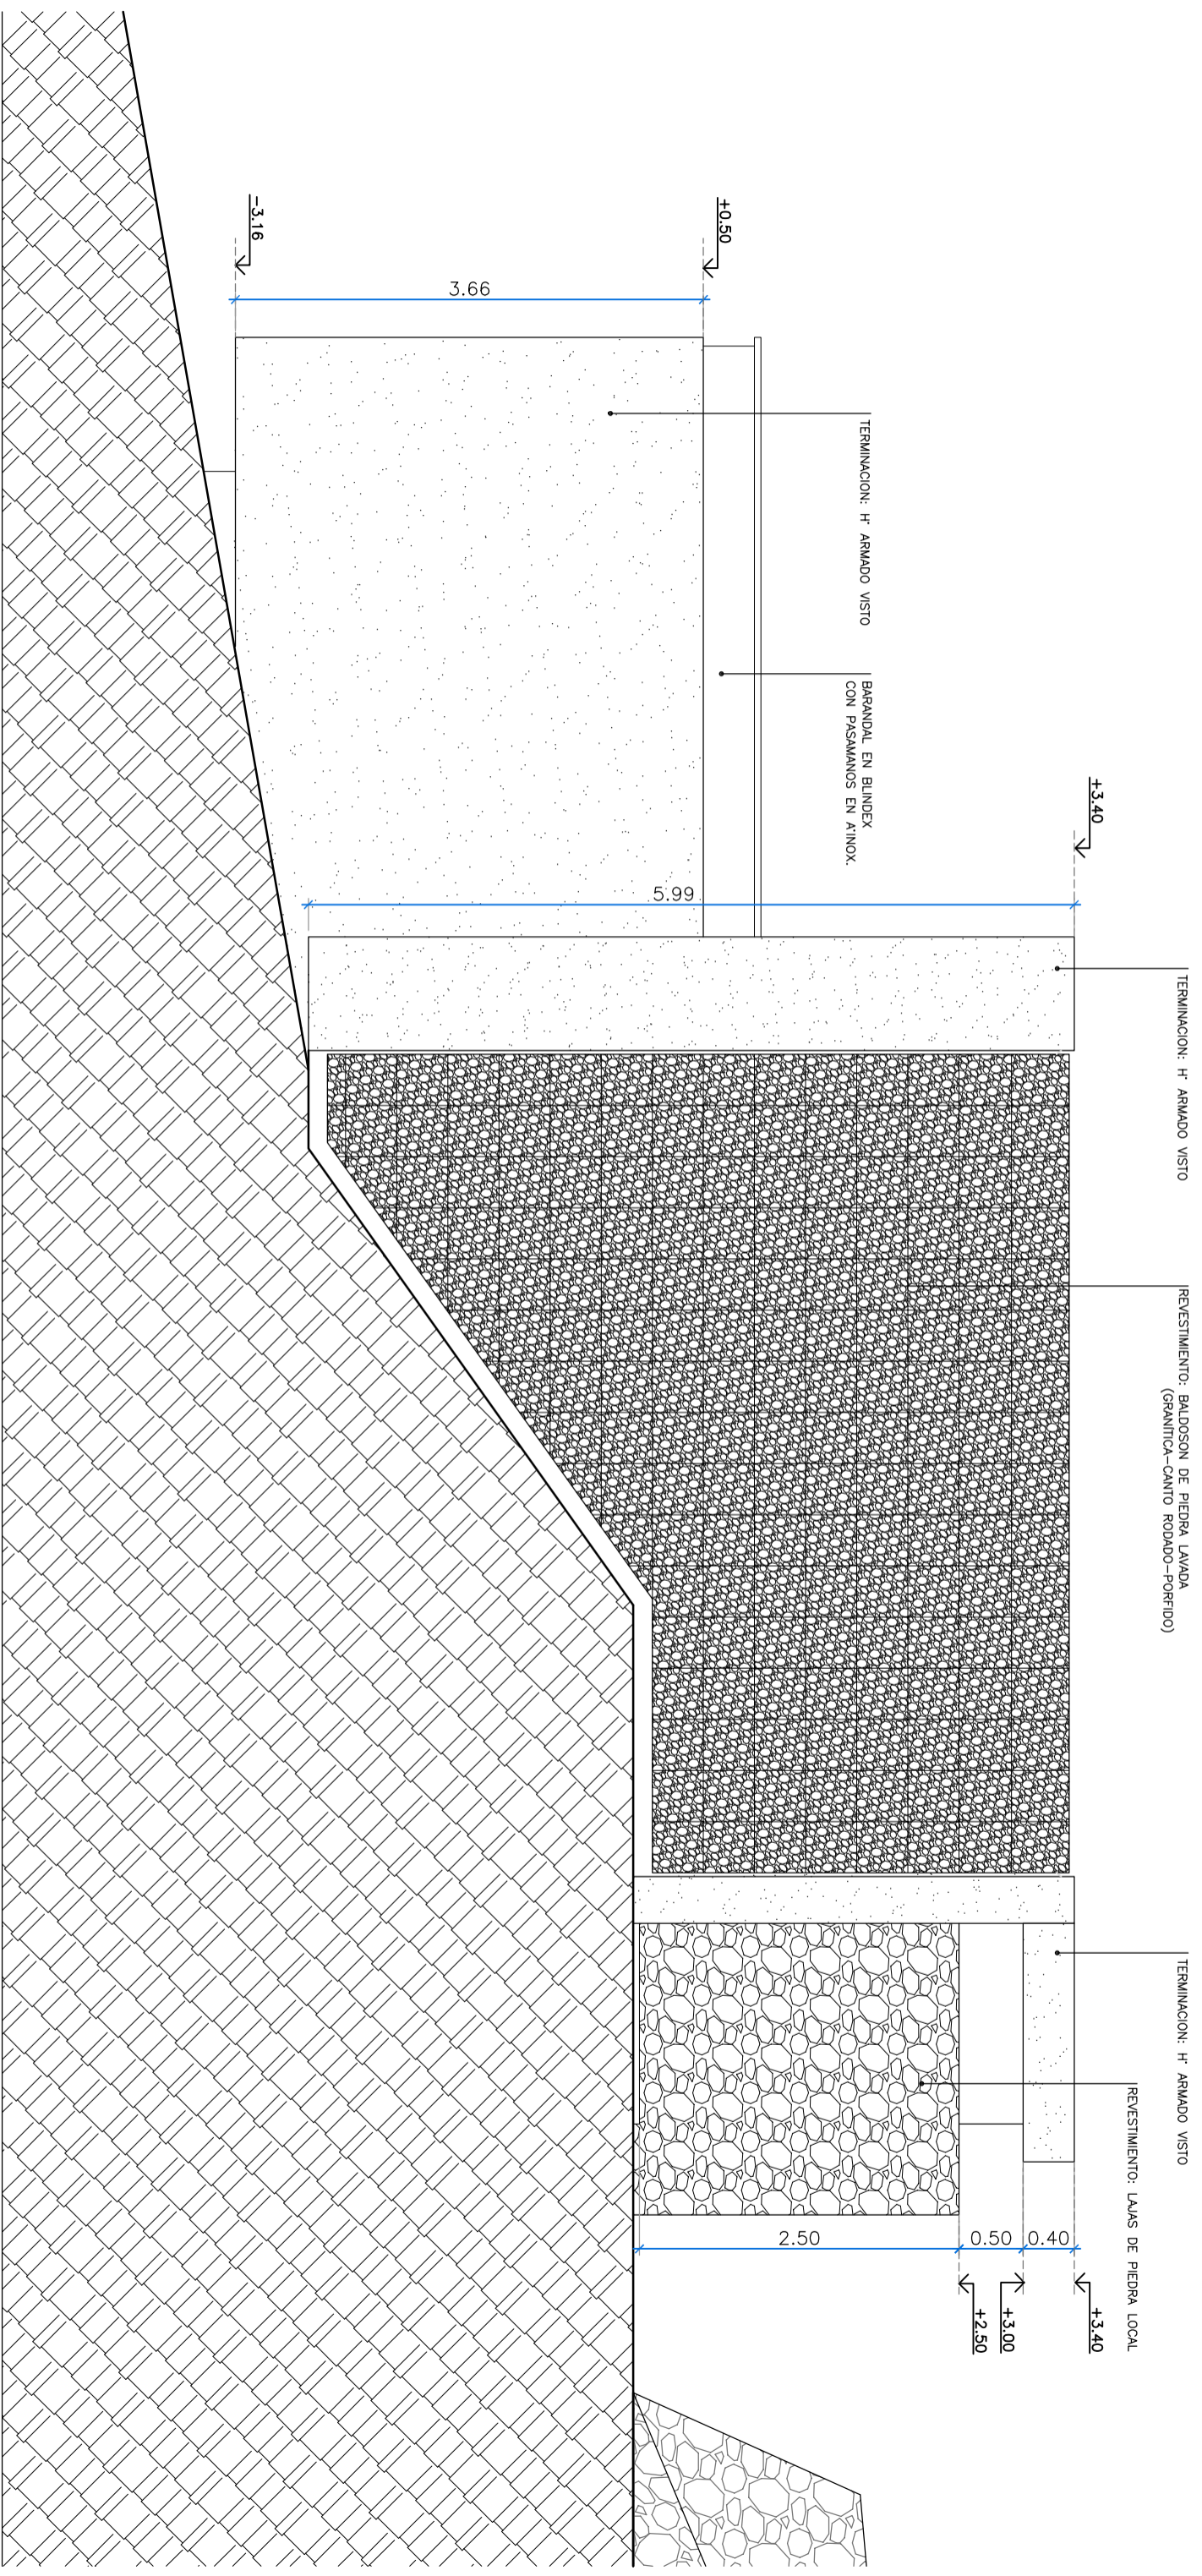 TERMINACION: H° ARMADO VISTO
REVESTIMIENTO: BALDOSON DE PIEDRA LAVADA
(GRANITICA-CANTO RODADO-PORFIDO)
TERMINACION: H° ARMADO VISTO
REVESTIMIENTO: LAJAS DE PIEDRA LOCAL
+3.40
+3.40
+3.00
+2.50
0.40
0.50
2.50
TERMINACION: H° ARMADO VISTO
BARANDAL EN BLINDEX
CON PASAMANOS EN A°INOX.
+0.50
5.99
3.66
-3.16